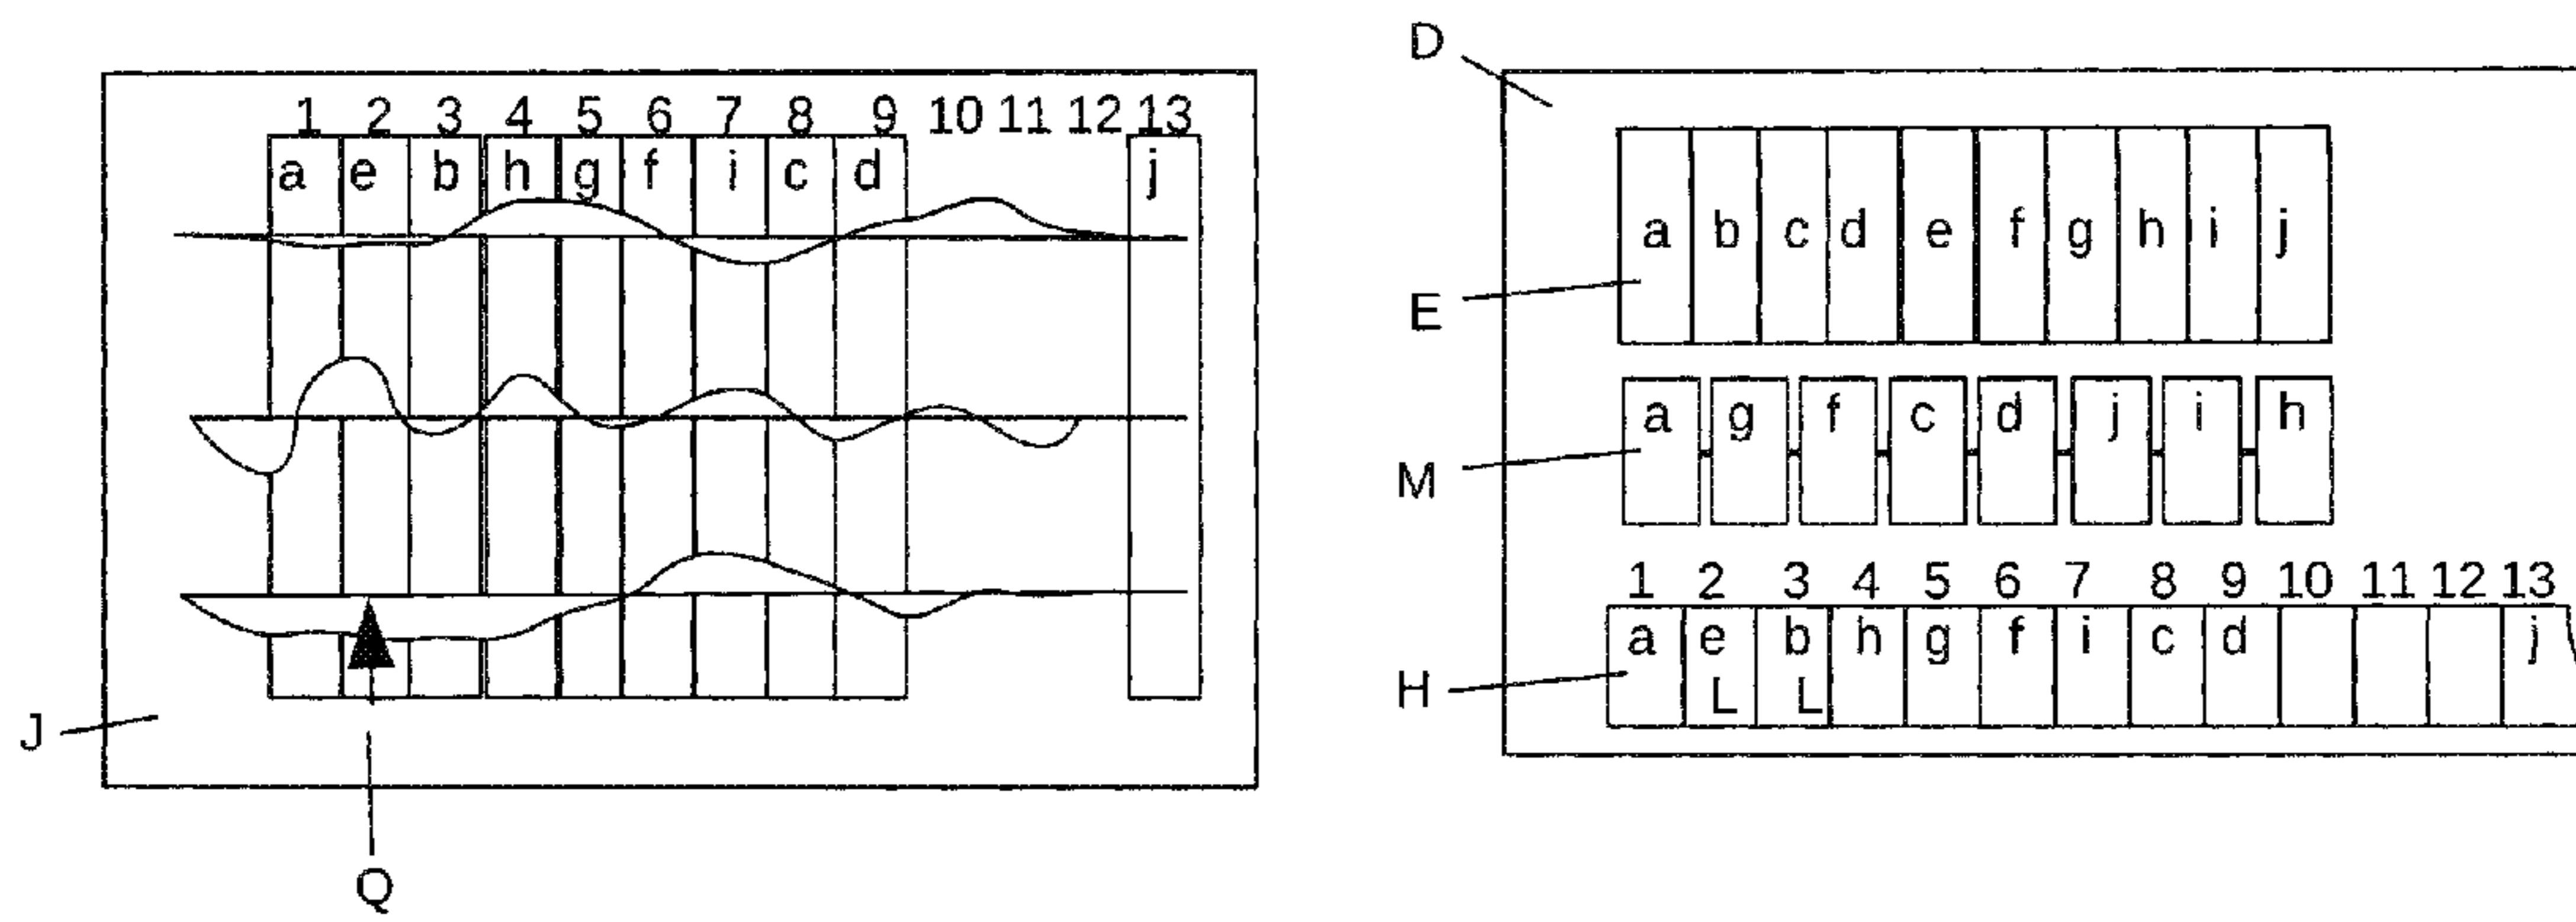 1 2 3 4 5 6 7 8 9 10 11 12 13
a e b h g f i c d j
J
Q
D
a b c d e f g h i j
E
a g f c d j i h
M
1 2 3 4 5 6 7 8 9 10 11 12 13
a e b h g f i c d j
L L
H